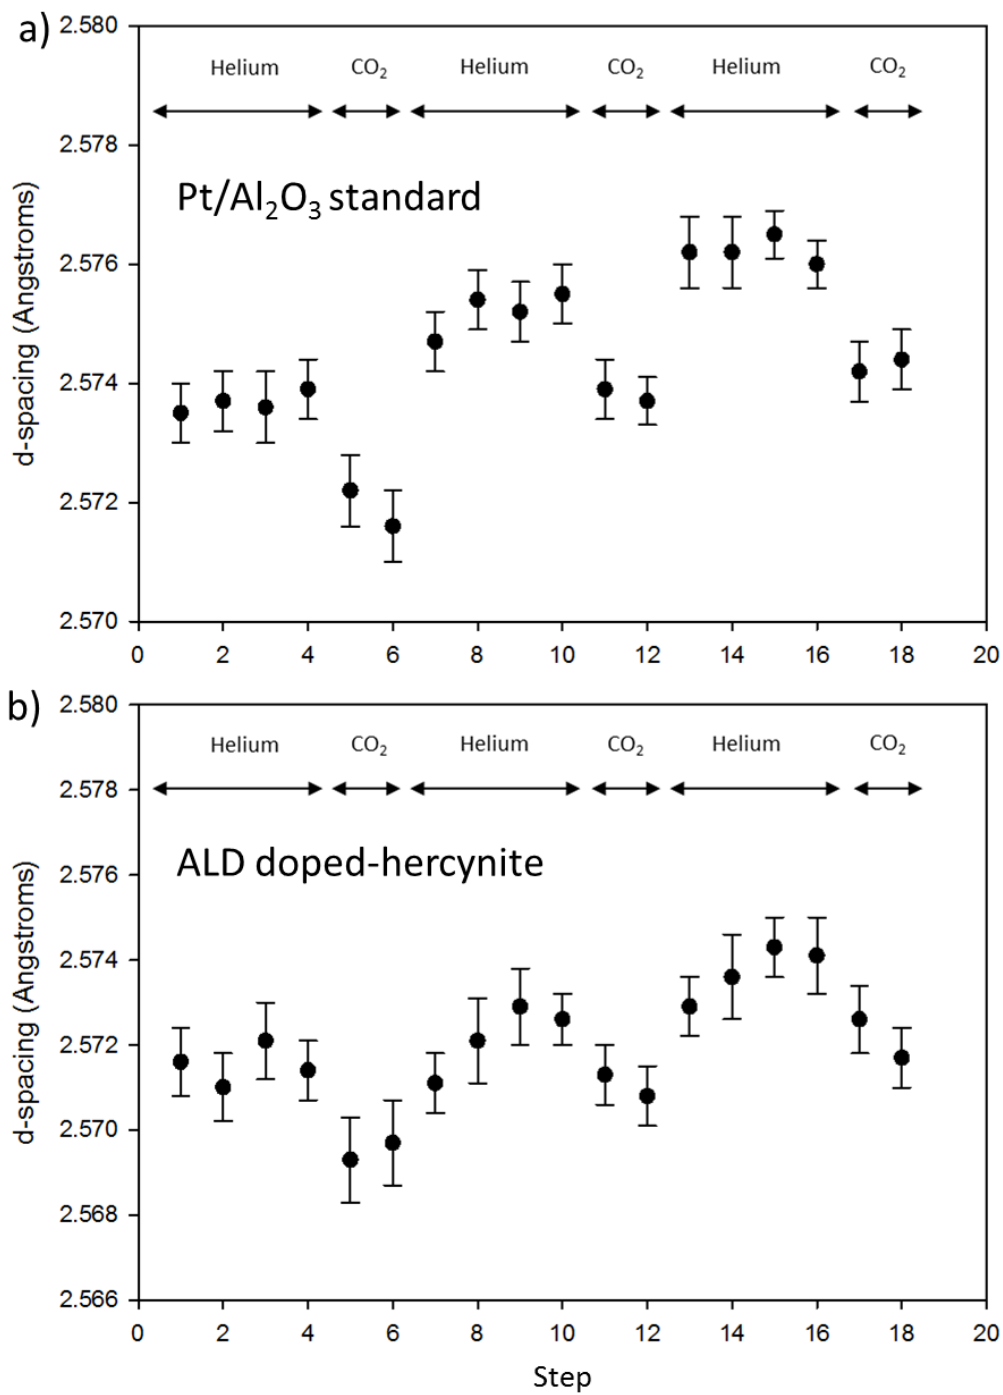 a)
2.580
Helium CO₂ Helium CO₂ Helium CO₂
2.578
Pt/Al₂O₃ standard
2.576
d-spacing (Angstroms)
2.574
2.572
2.570
0 2 4 6 8 10 12 14 16 18 20
b)
2.580
Helium CO₂ Helium CO₂ Helium CO₂
2.578
ALD doped-hercynite
2.576
d-spacing (Angstroms)
2.574
2.572
2.570
2.568
2.566
0 2 4 6 8 10 12 14 16 18 20
Step